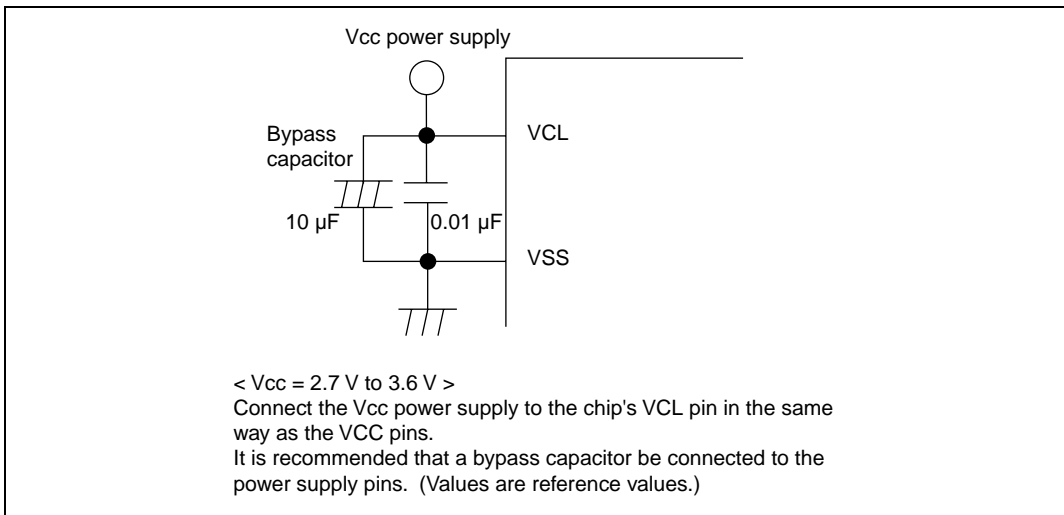 Vcc power supply
Bypass
capacitor
VCL
10 µF
0.01 µF
VSS
< Vcc = 2.7 V to 3.6 V >
Connect the Vcc power supply to the chip's VCL pin in the same
way as the VCC pins.
It is recommended that a bypass capacitor be connected to the
power supply pins.  (Values are reference values.)